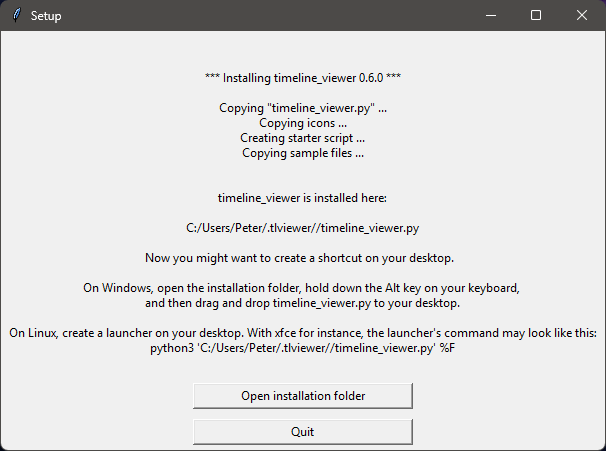 Setup
*** Installing timeline_viewer 0.6.0 ***
Copying "timeline_viewer.py" ...
Copying icons ...
Creating starter script ...
Copying sample files ...
timeline_viewer is installed here:
C:/Users/Peter/.tlviewer//timeline_viewer.py
Now you might want to create a shortcut on your desktop.
On Windows, open the installation folder, hold down the Alt key on your keyboard,
and then drag and drop timeline_viewer.py to your desktop.
On Linux, create a launcher on your desktop. With xfce for instance, the launcher's command may look like this:
python3 'C:/Users/Peter/.tlviewer//timeline_viewer.py' %F
Open installation folder
Quit